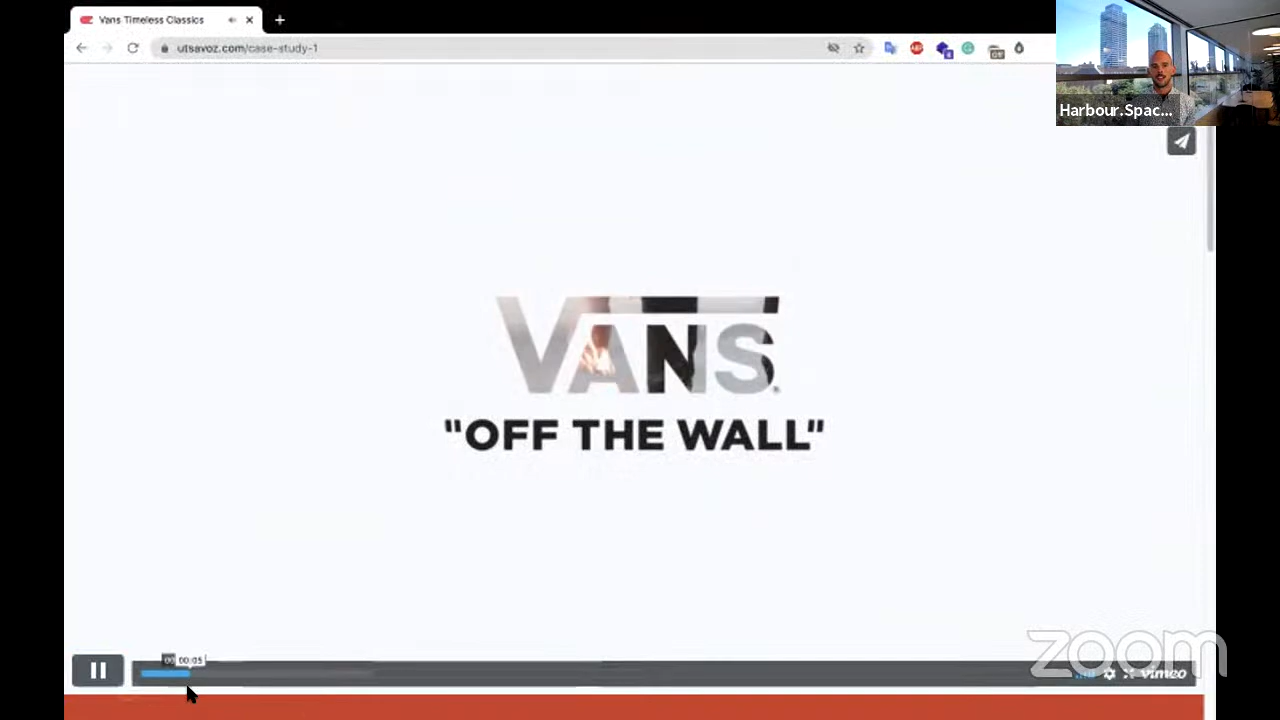 Vans Timeless Classics
utsavoz.com/case-study-1
Harbour.Spac...
VANS
"OFF THE WALL"
00:05
vimeo
zoom